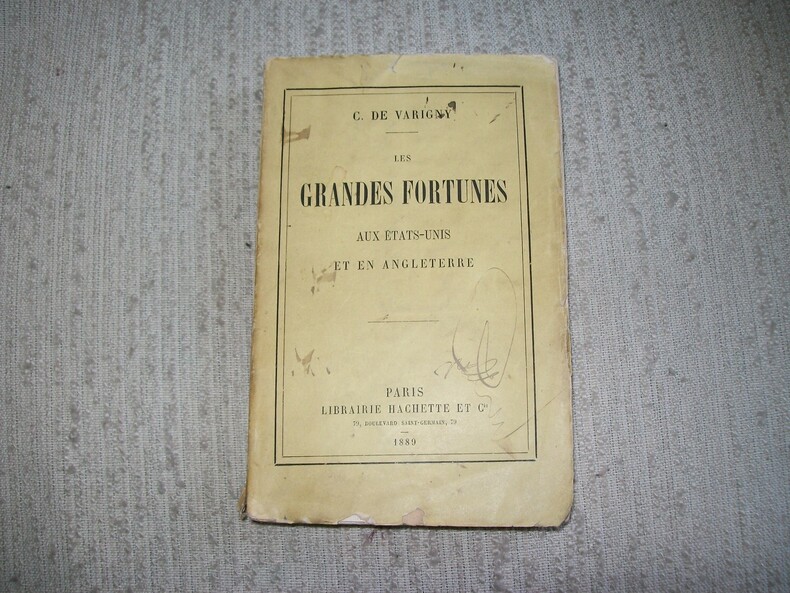 C. DE VARIGNY
LES
GRANDES FORTUNES
AUX ÉTATS-UNIS
ET EN ANGLETERRE
PARIS
LIBRAIRIE HACHETTE ET Cie
79, BOULEVARD SAINT-GERMAIN, 79
1889